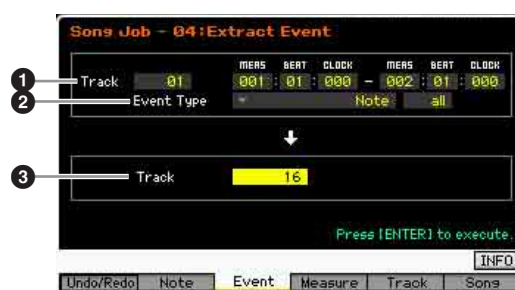 Song Job - 04:Extract Event
MEAS BEAT CLOCK MEAS BEAT CLOCK
1 Track 01 001 : 01 : 000 - 002 : 01 : 000
2 Event Type Note all
3 Track 16
Press [ENTER] to execute.
INFO
Undo/Redo Note Event Measure Track Song